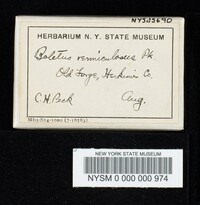 NYSd3690
HERBARIUM N. Y. STATE MUSEUM
Boletus vermiculosus Pk.
Old Forge, Herkimer Co.
C. H. Peck Aug.
NEW YORK STATE MUSEUM
NYSM 0 000 000 974